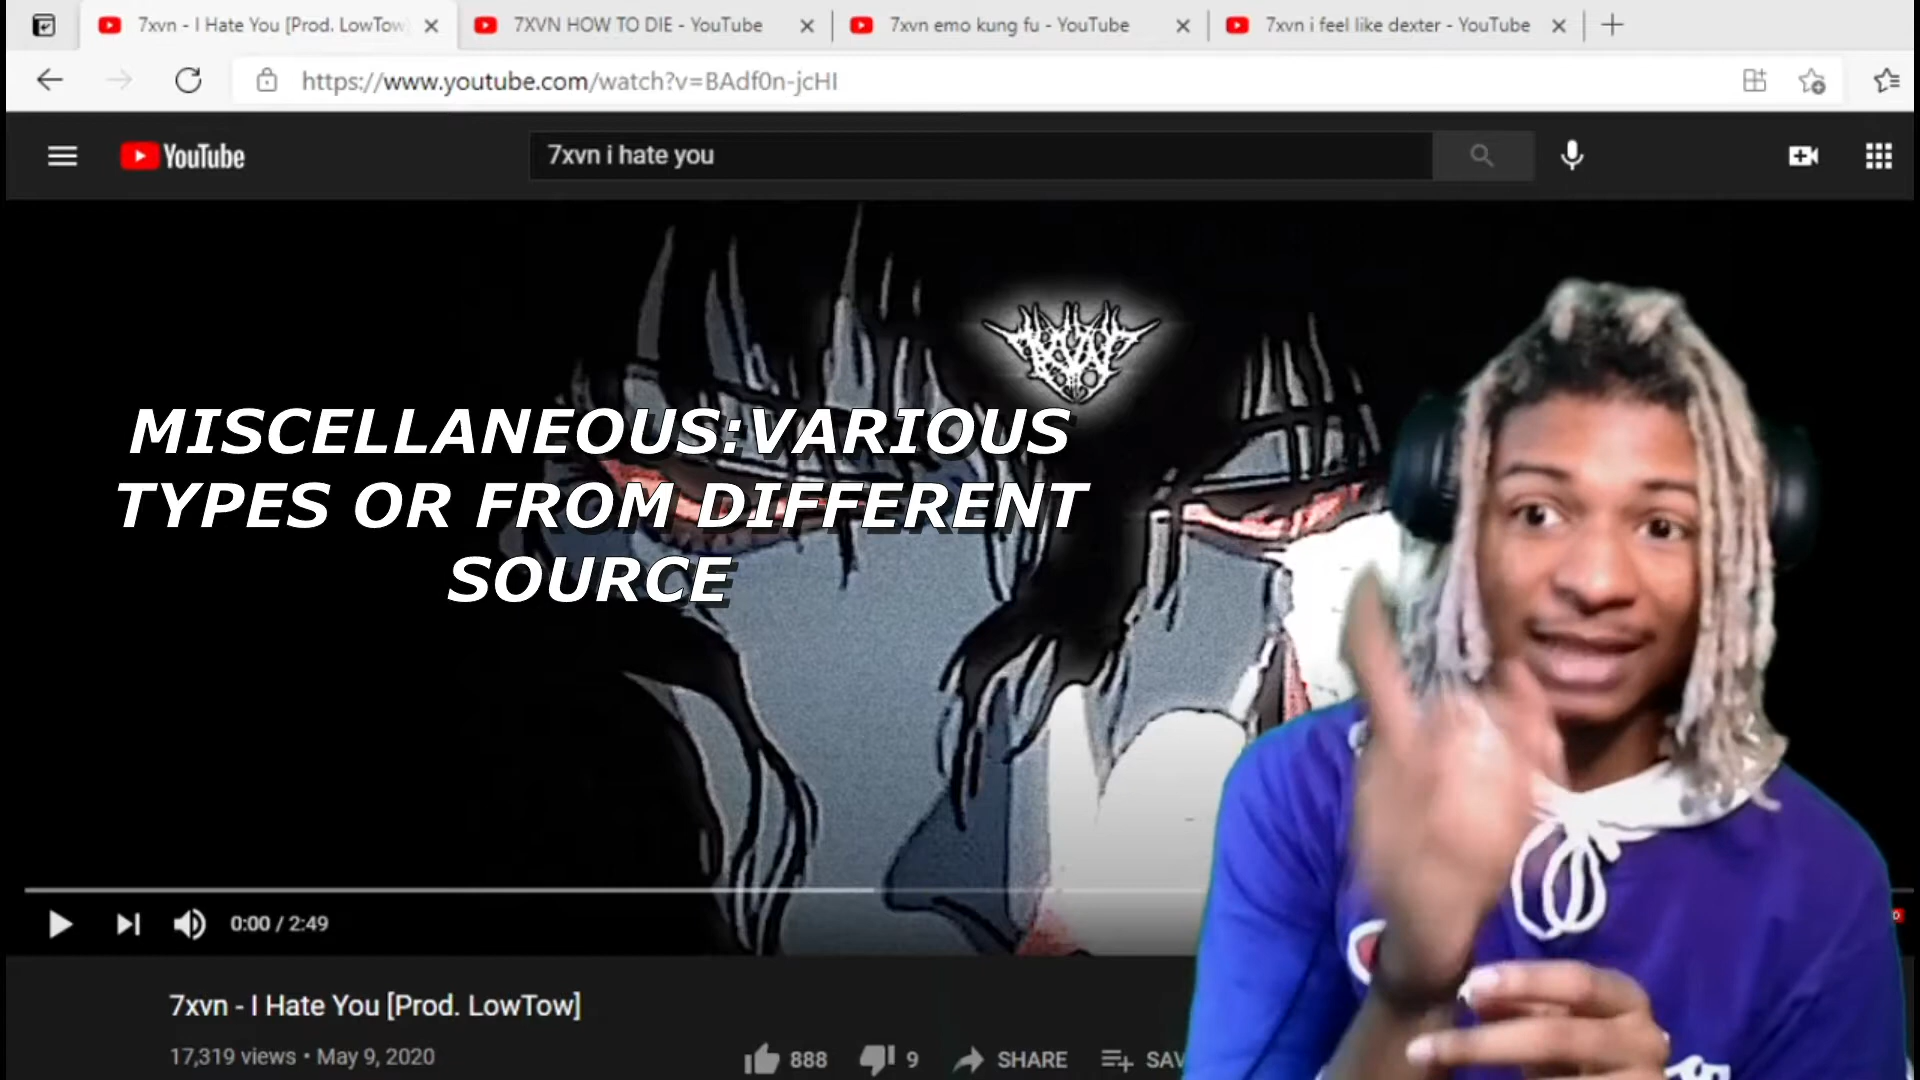 7xvn - I Hate You [Prod. LowTow
7XVN HOW TO DIE - YouTube
7xvn emo kung fu - YouTube
7xvn i feel like dexter - YouTube
https://www.youtube.com/watch?v=BAdf0n-jcHI
YouTube
7xvn i hate you
MISCELLANEOUS:VARIOUS
TYPES OR FROM DIFFERENT
SOURCE
0:00 / 2:49
7xvn - I Hate You [Prod. LowTow]
17,319 views • May 9, 2020
888
9
SHARE
SAV